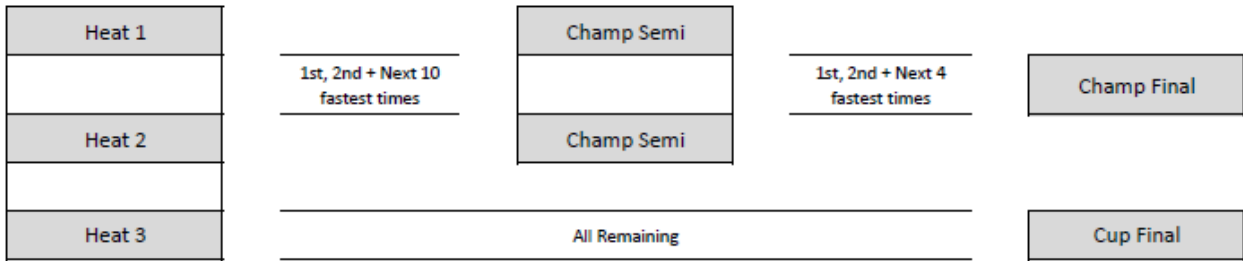 Heat 1
Champ Semi
1st, 2nd + Next 10
fastest times
1st, 2nd + Next 4
fastest times
Champ Final
Heat 2
Champ Semi
Heat 3
All Remaining
Cup Final